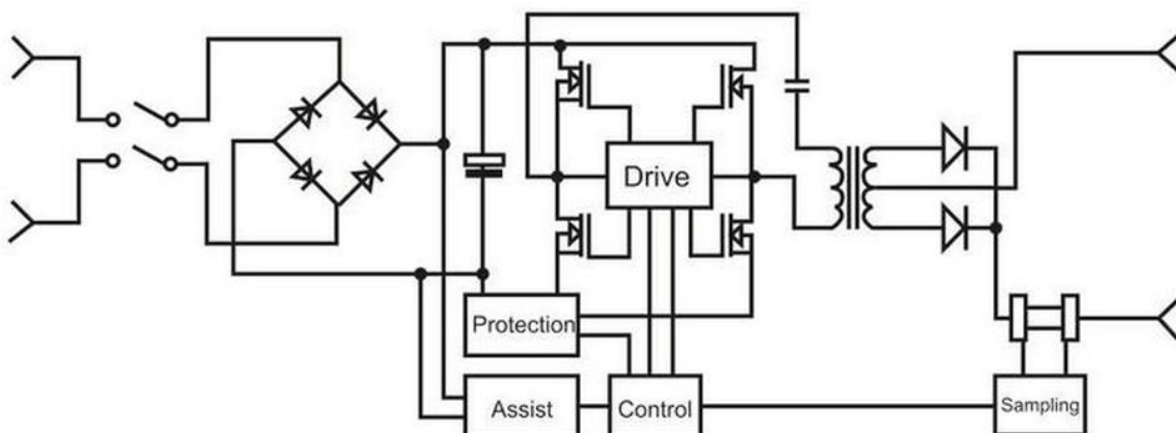 Drive
Protection
Assist
Control
Sampling